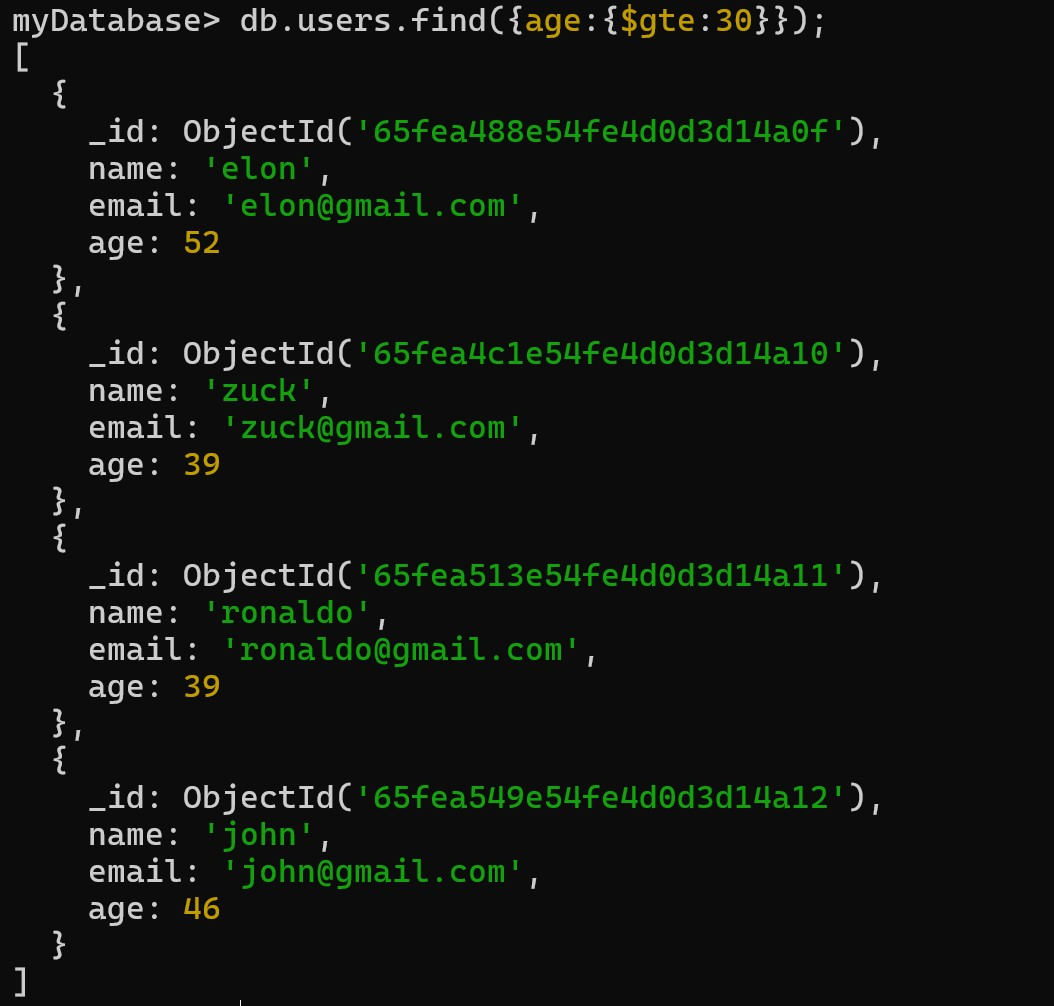 myDatabase> db.users.find({age:{$gte:30}});
[
  {
    _id: ObjectId('65fea488e54fe4d0d3d14a0f'),
    name: 'elon',
    email: 'elon@gmail.com',
    age: 52
  },
  {
    _id: ObjectId('65fea4c1e54fe4d0d3d14a10'),
    name: 'zuck',
    email: 'zuck@gmail.com',
    age: 39
  },
  {
    _id: ObjectId('65fea513e54fe4d0d3d14a11'),
    name: 'ronaldo',
    email: 'ronaldo@gmail.com',
    age: 39
  },
  {
    _id: ObjectId('65fea549e54fe4d0d3d14a12'),
    name: 'john',
    email: 'john@gmail.com',
    age: 46
  }
]